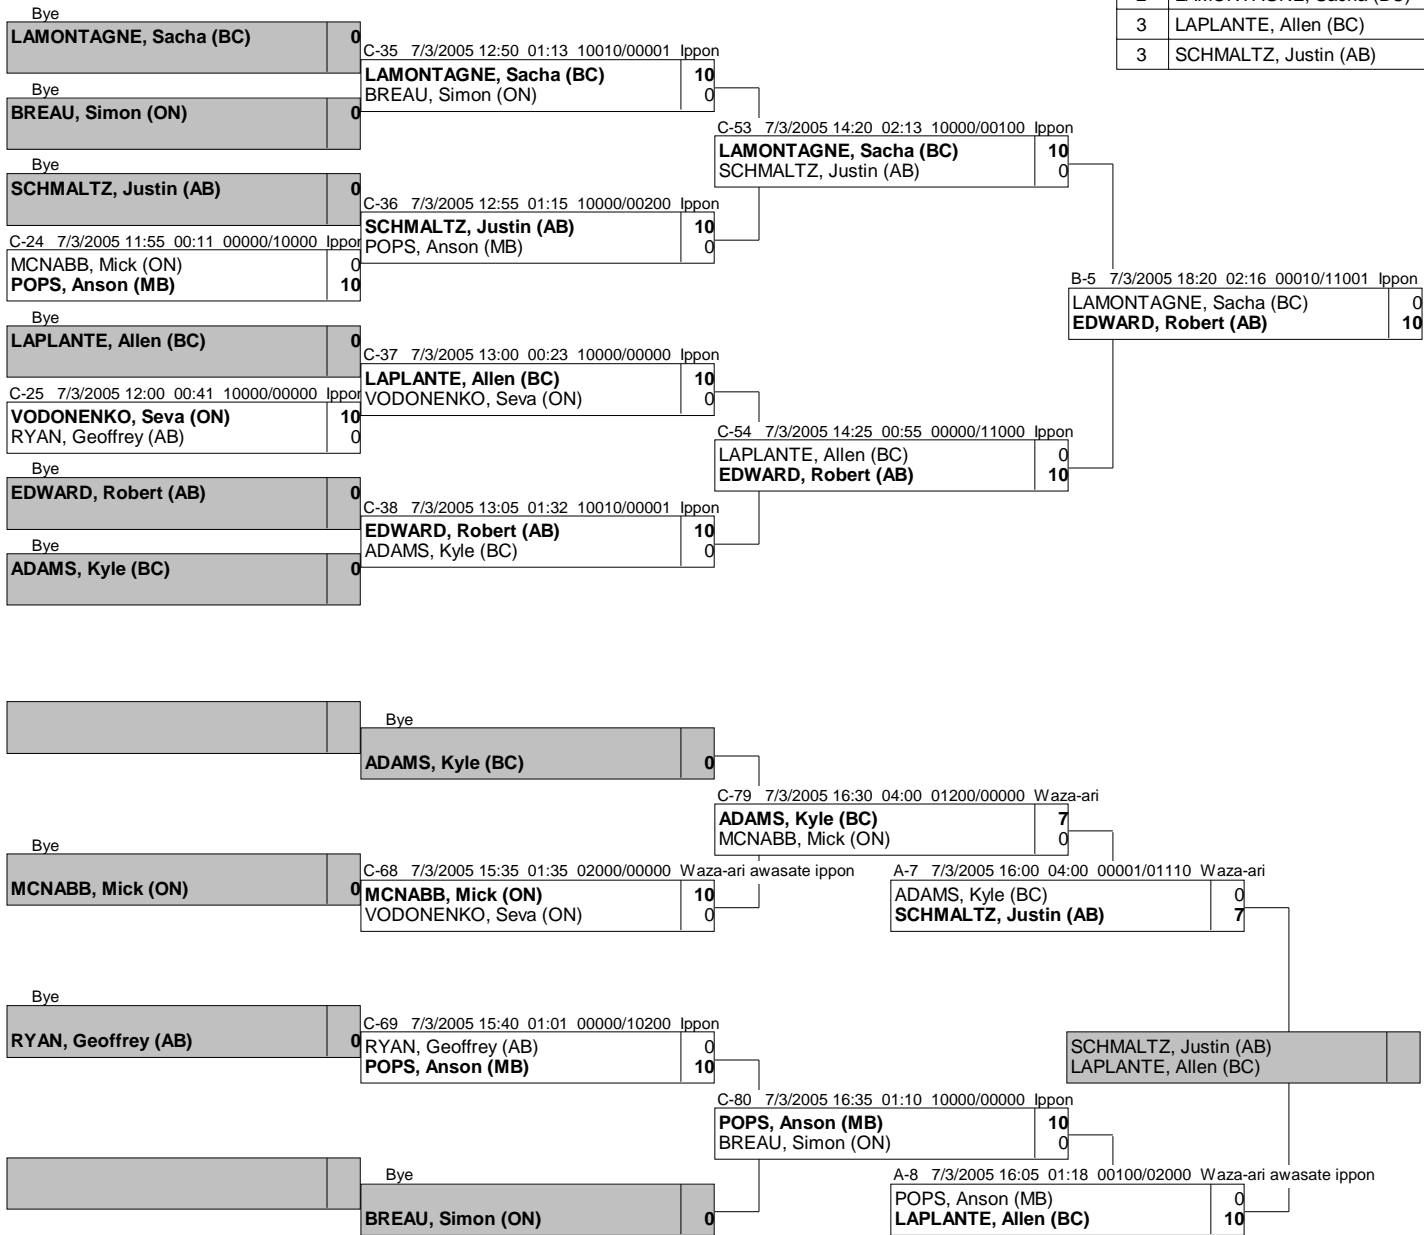 3 LAPLANTE, Allen (BC)
3 SCHMALTZ, Justin (AB)
Bye
LAMONTAGNE, Sacha (BC) 0
Bye
BREAU, Simon (ON) 0
Bye
SCHMALTZ, Justin (AB) 0
C-24 7/3/2005 11:55 00:11 00000/10000 Ippon
MCNABB, Mick (ON) 0
POPS, Anson (MB) 10
Bye
LAPLANTE, Allen (BC) 0
C-25 7/3/2005 12:00 00:41 10000/00000 Ippon
VODONENKO, Seva (ON) 10
RYAN, Geoffrey (AB) 0
Bye
EDWARD, Robert (AB) 0
Bye
ADAMS, Kyle (BC) 0
C-35 7/3/2005 12:50 01:13 10010/00001 Ippon
LAMONTAGNE, Sacha (BC) 10
BREAU, Simon (ON) 0
C-36 7/3/2005 12:55 01:15 10000/00200 Ippon
SCHMALTZ, Justin (AB) 10
POPS, Anson (MB) 0
C-37 7/3/2005 13:00 00:23 10000/00000 Ippon
LAPLANTE, Allen (BC) 10
VODONENKO, Seva (ON) 0
C-38 7/3/2005 13:05 01:32 10010/00001 Ippon
EDWARD, Robert (AB) 10
ADAMS, Kyle (BC) 0
C-53 7/3/2005 14:20 02:13 10000/00100 Ippon
LAMONTAGNE, Sacha (BC) 10
SCHMALTZ, Justin (AB) 0
C-54 7/3/2005 14:25 00:55 00000/11000 Ippon
LAPLANTE, Allen (BC) 0
EDWARD, Robert (AB) 10
B-5 7/3/2005 18:20 02:16 00010/11001 Ippon
LAMONTAGNE, Sacha (BC) 0
EDWARD, Robert (AB) 10
Bye
MCNABB, Mick (ON) 0
Bye
RYAN, Geoffrey (AB) 0
Bye
ADAMS, Kyle (BC) 0
C-68 7/3/2005 15:35 01:35 02000/00000 Waza-ari awasate ippon
MCNABB, Mick (ON) 10
VODONENKO, Seva (ON) 0
C-69 7/3/2005 15:40 01:01 00000/10200 Ippon
RYAN, Geoffrey (AB) 0
POPS, Anson (MB) 10
Bye
BREAU, Simon (ON) 0
C-79 7/3/2005 16:30 04:00 01200/00000 Waza-ari
ADAMS, Kyle (BC) 7
MCNABB, Mick (ON) 0
C-80 7/3/2005 16:35 01:10 10000/00000 Ippon
POPS, Anson (MB) 10
BREAU, Simon (ON) 0
A-7 7/3/2005 16:00 04:00 00001/01110 Waza-ari
ADAMS, Kyle (BC) 0
SCHMALTZ, Justin (AB) 7
A-8 7/3/2005 16:05 01:18 00100/02000 Waza-ari awasate ippon
POPS, Anson (MB) 0
LAPLANTE, Allen (BC) 10
SCHMALTZ, Justin (AB)
LAPLANTE, Allen (BC)